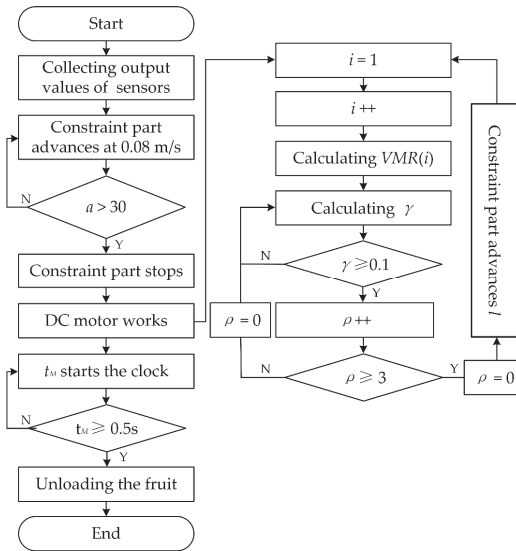 Start
Collecting output
values of sensors
Constraint part
advances at 0.08 m/s
N
a > 30
Y
Constraint part stops
DC motor works
tM starts the clock
N
tM ⩾ 0.5s
Y
Unloading the fruit
End
i = 1
i ++
Calculating VMR(i)
Calculating γ
N
γ ⩾ 0.1
Y
ρ = 0
ρ ++
N
ρ ⩾ 3
Y
ρ = 0
Constraint part advances l